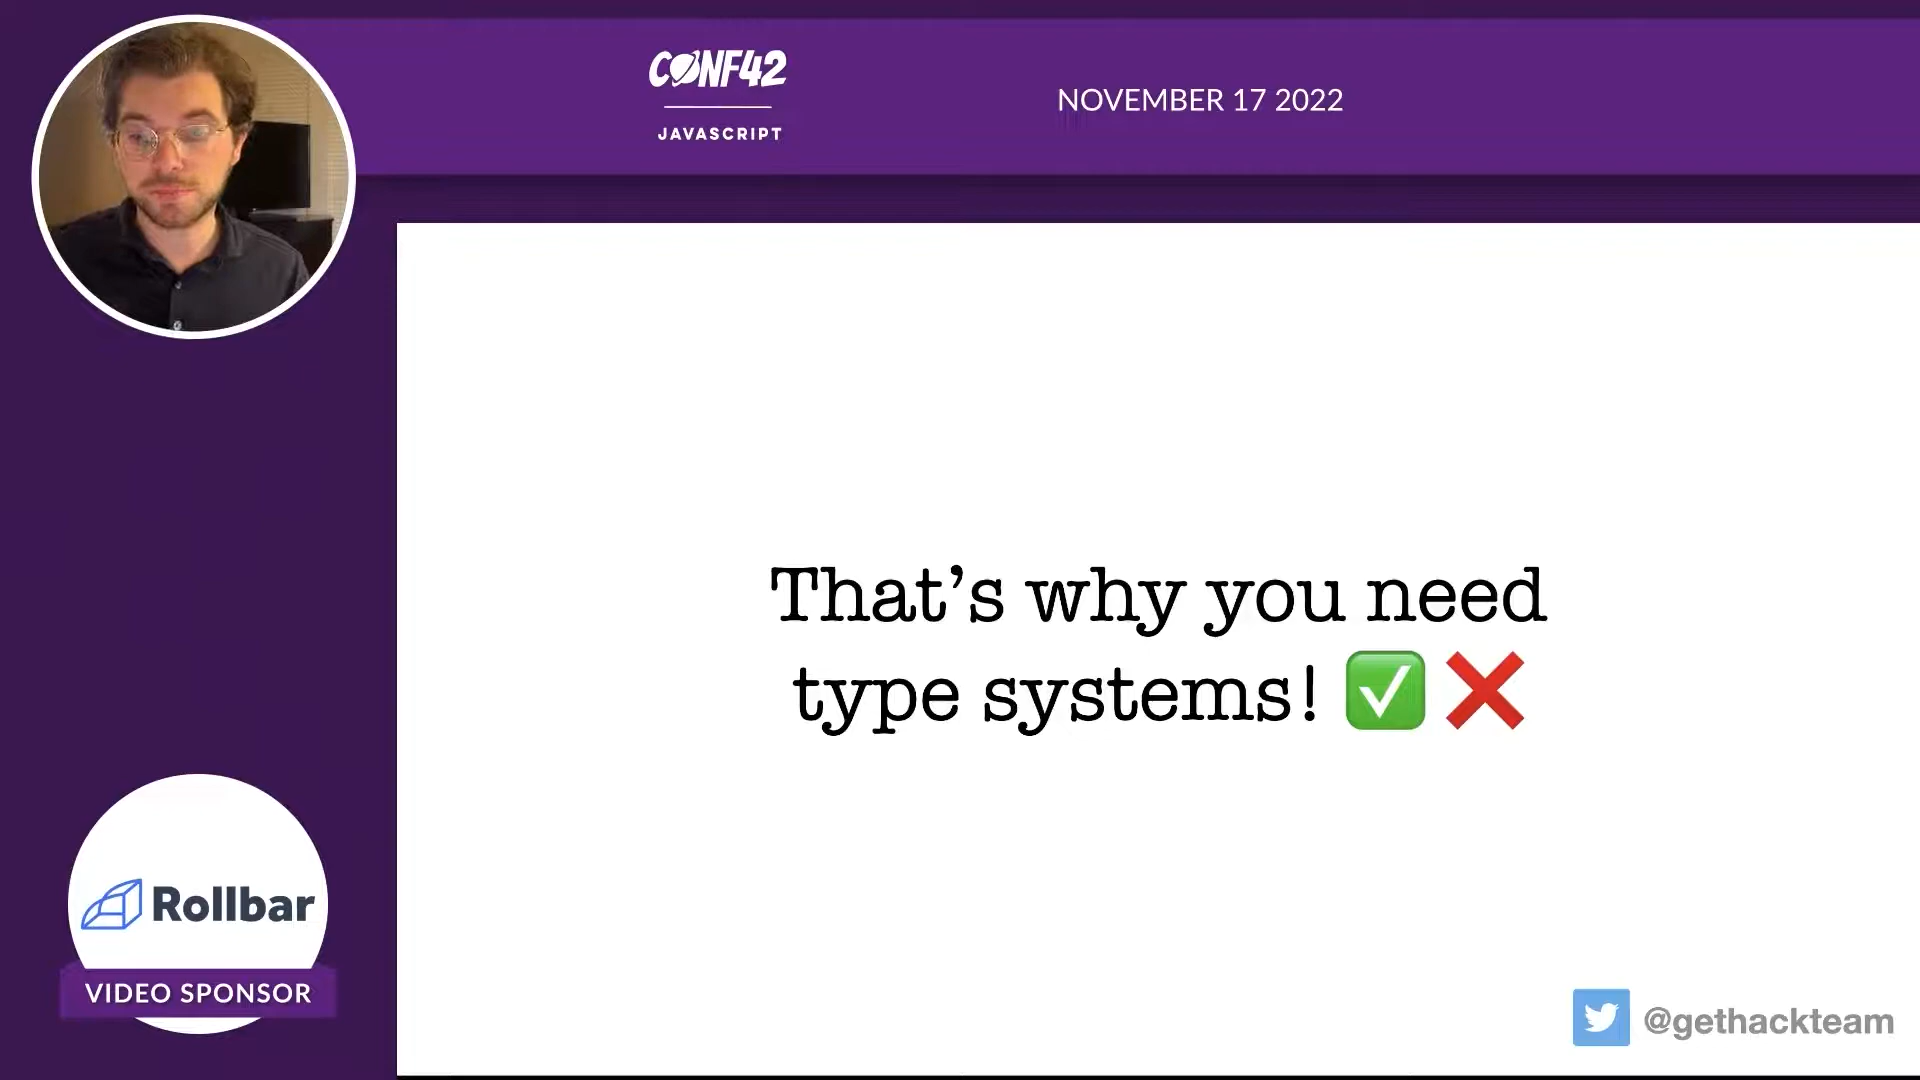 CONF42
JAVASCRIPT
NOVEMBER 17 2022
That’s why you need
type systems! ✅ ❌
Rollbar
VIDEO SPONSOR
@gethackteam